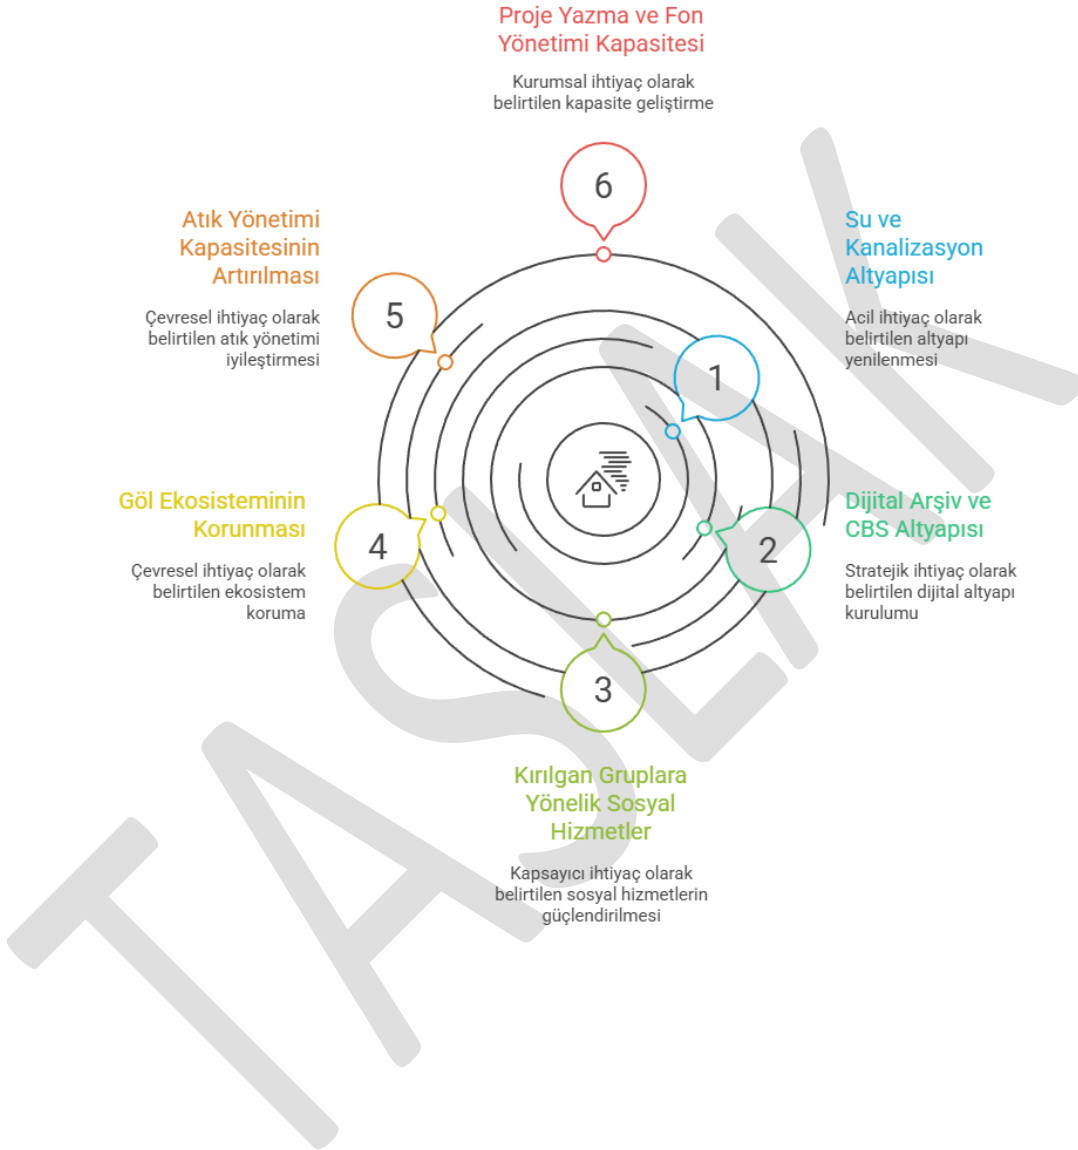 Proje Yazma ve Fon
Yönetimi Kapasitesi
Kurumsal ihtiyaç olarak
belirtilen kapasite geliştirme
6
Su ve
Kanalizasyon
Altyapısı
Acil ihtiyaç olarak
belirtilen altyapı
yenilenmesi
1
Dijital Arşiv ve
CBS Altyapısı
Stratejik ihtiyaç olarak
belirtilen dijital altyapı
kurulumu
2
3
Kırılgan Gruplara
Yönelik Sosyal
Hizmetler
Kapsayıcı ihtiyaç olarak
belirtilen sosyal hizmetlerin
güçlendirilmesi
Göl Ekosisteminin
Korunması
Çevresel ihtiyaç olarak
belirtilen ekosistem
koruma
4
Atık Yönetimi
Kapasitesinin
Artırılması
Çevresel ihtiyaç olarak
belirtilen atık yönetimi
iyileştirmesi
5
TASLAK